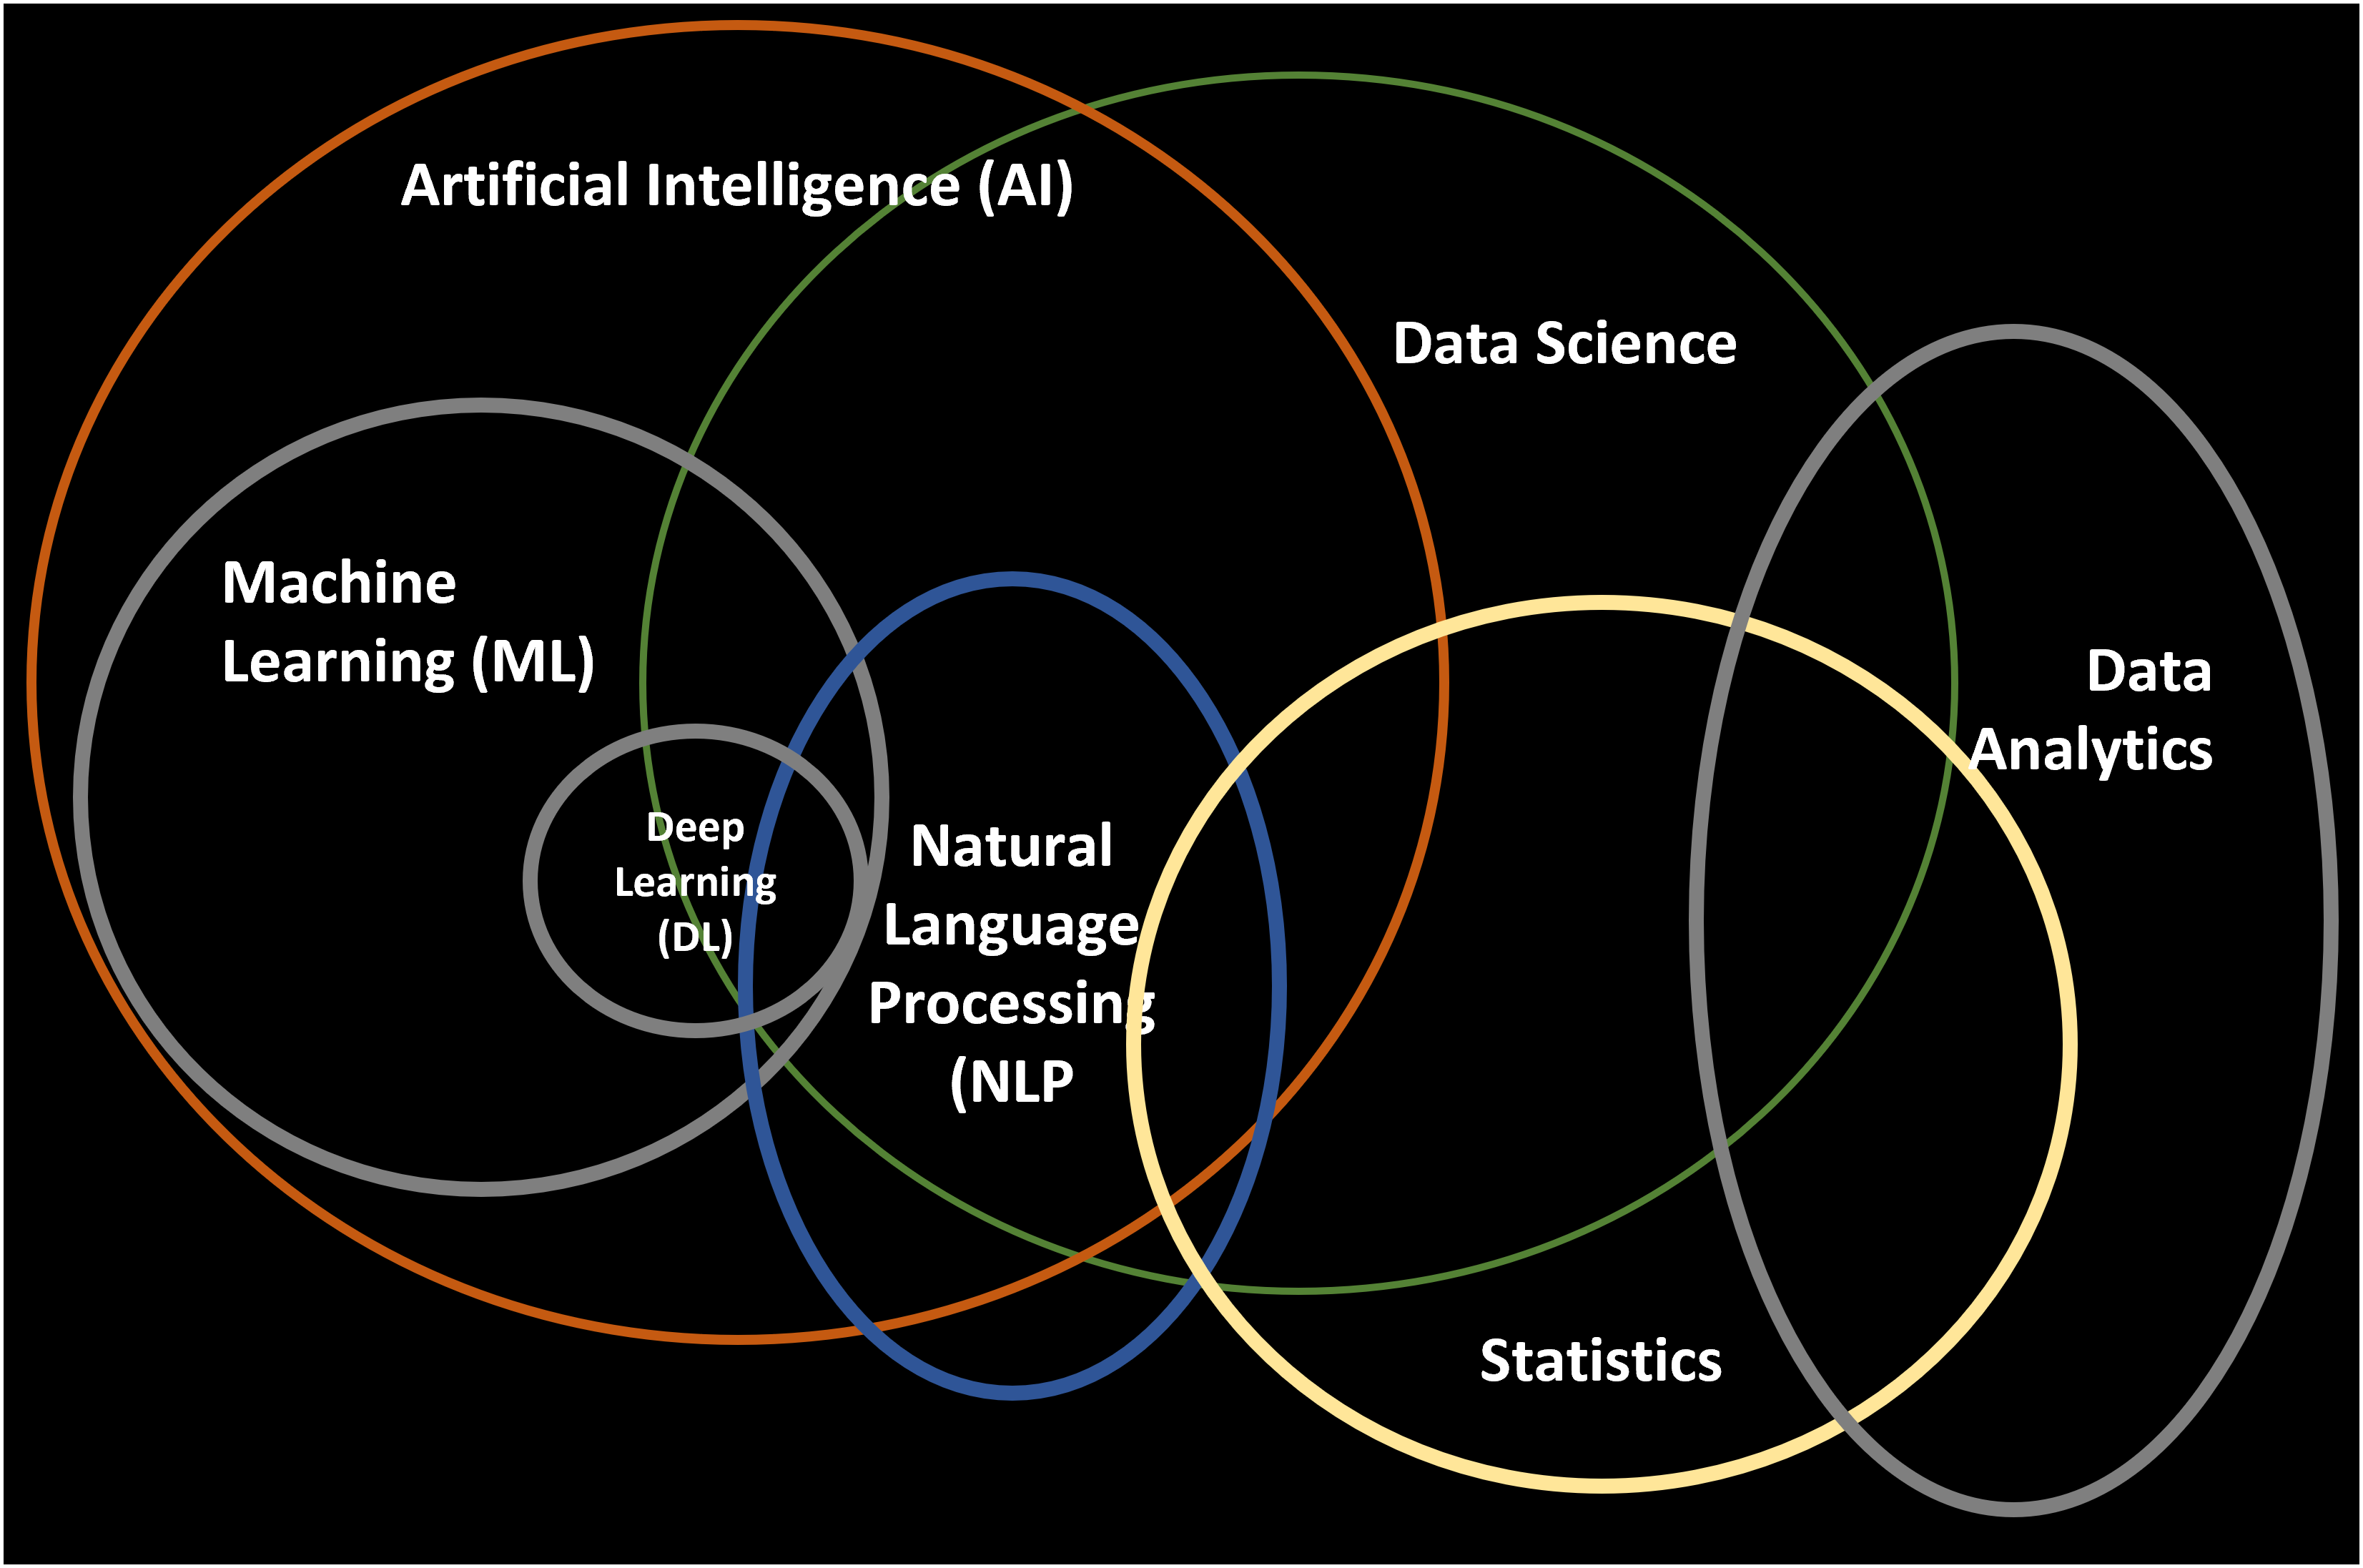 Artificial Intelligence (AI)
Data Science
Machine
Learning (ML)
Data
Analytics
Deep
Learning
(DL)
Natural
Language
Processing
(NLP
Statistics